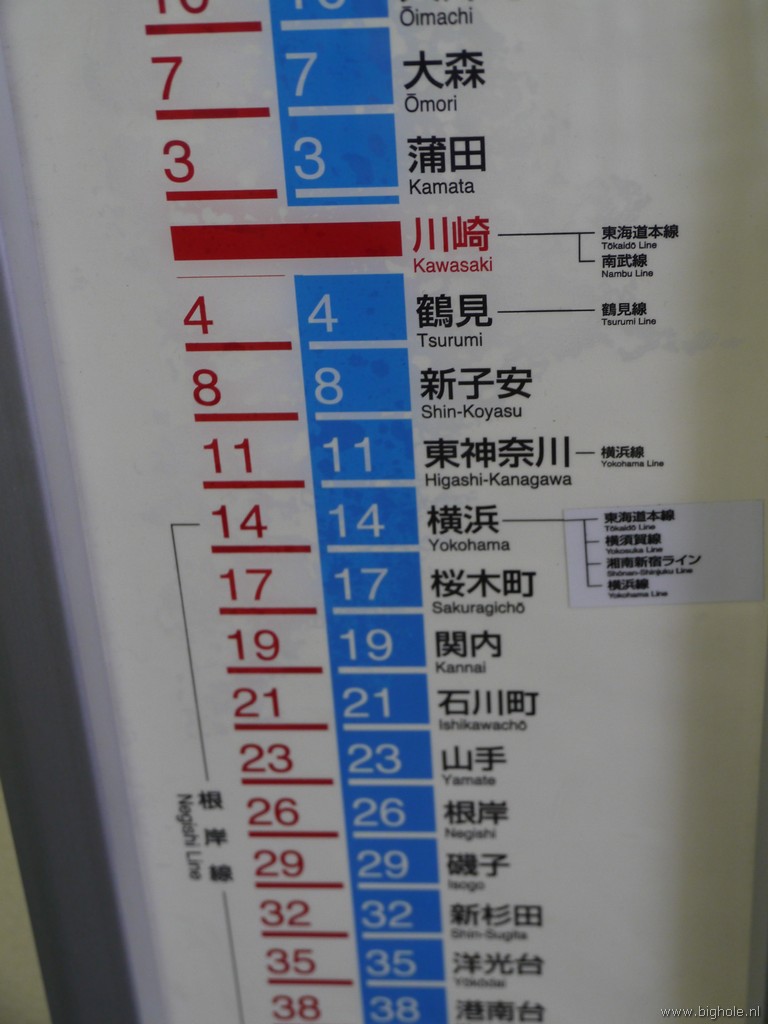 10 10
Ōimachi
7 7 大森
Ōmori
3 3 蒲田
Kamata
川崎
Kawasaki
東海道本線
Tōkaidō Line
南武線
Nambu Line
4 4 鶴見
Tsurumi
鶴見線
Tsurumi Line
8 8 新子安
Shin-Koyasu
11 11 東神奈川
Higashi-Kanagawa
横浜線
Yokohama Line
14 14 横浜
Yokohama
東海道本線
Tōkaidō Line
横須賀線
Yokosuka Line
湘南新宿ライン
Shōnan-Shinjuku Line
横浜線
Yokohama Line
17 17 桜木町
Sakuragichō
19 19 関内
Kannai
21 21 石川町
Ishikawachō
23 23 山手
Yamate
26 26 根岸
Negishi
29 29 磯子
Isogo
32 32 新杉田
Shin-Sugita
35 35 洋光台
Yōkōdai
38 38 港南台
根岸線
Negishi Line
www.bighole.nl